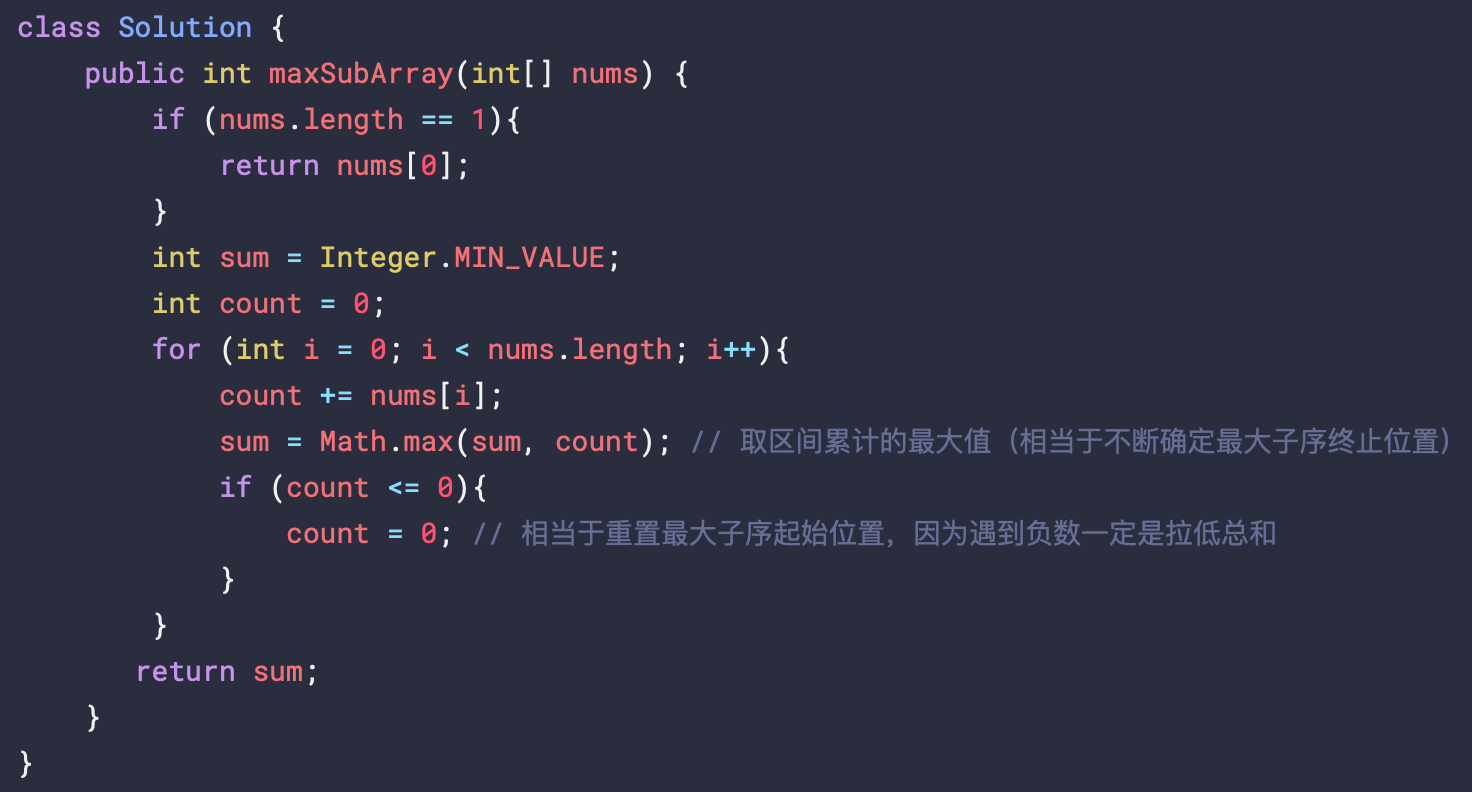 class Solution {
    public int maxSubArray(int[] nums) {
        if (nums.length == 1){
            return nums[0];
        }
        int sum = Integer.MIN_VALUE;
        int count = 0;
        for (int i = 0; i < nums.length; i++){
            count += nums[i];
            sum = Math.max(sum, count); // 取区间累计的最大值（相当于不断确定最大子序终止位置）
            if (count <= 0){
                count = 0; // 相当于重置最大子序起始位置，因为遇到负数一定是拉低总和
            }
        }
       return sum;
    }
}